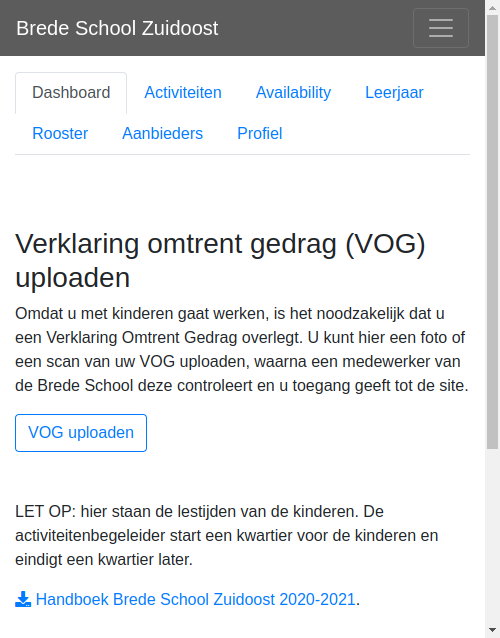 Brede School Zuidoost
Dashboard Activiteiten Availability Leerjaar
Rooster Aanbieders Profiel
Verklaring omtrent gedrag (VOG)
uploaden
Omdat u met kinderen gaat werken, is het noodzakelijk dat u
een Verklaring Omtrent Gedrag overlegt. U kunt hier een foto of
een scan van uw VOG uploaden, waarna een medewerker van
de Brede School deze controleert en u toegang geeft tot de site.
VOG uploaden
LET OP: hier staan de lestijden van de kinderen. De
activiteitenbegeleider start een kwartier voor de kinderen en
eindigt een kwartier later.
Handboek Brede School Zuidoost 2020-2021.